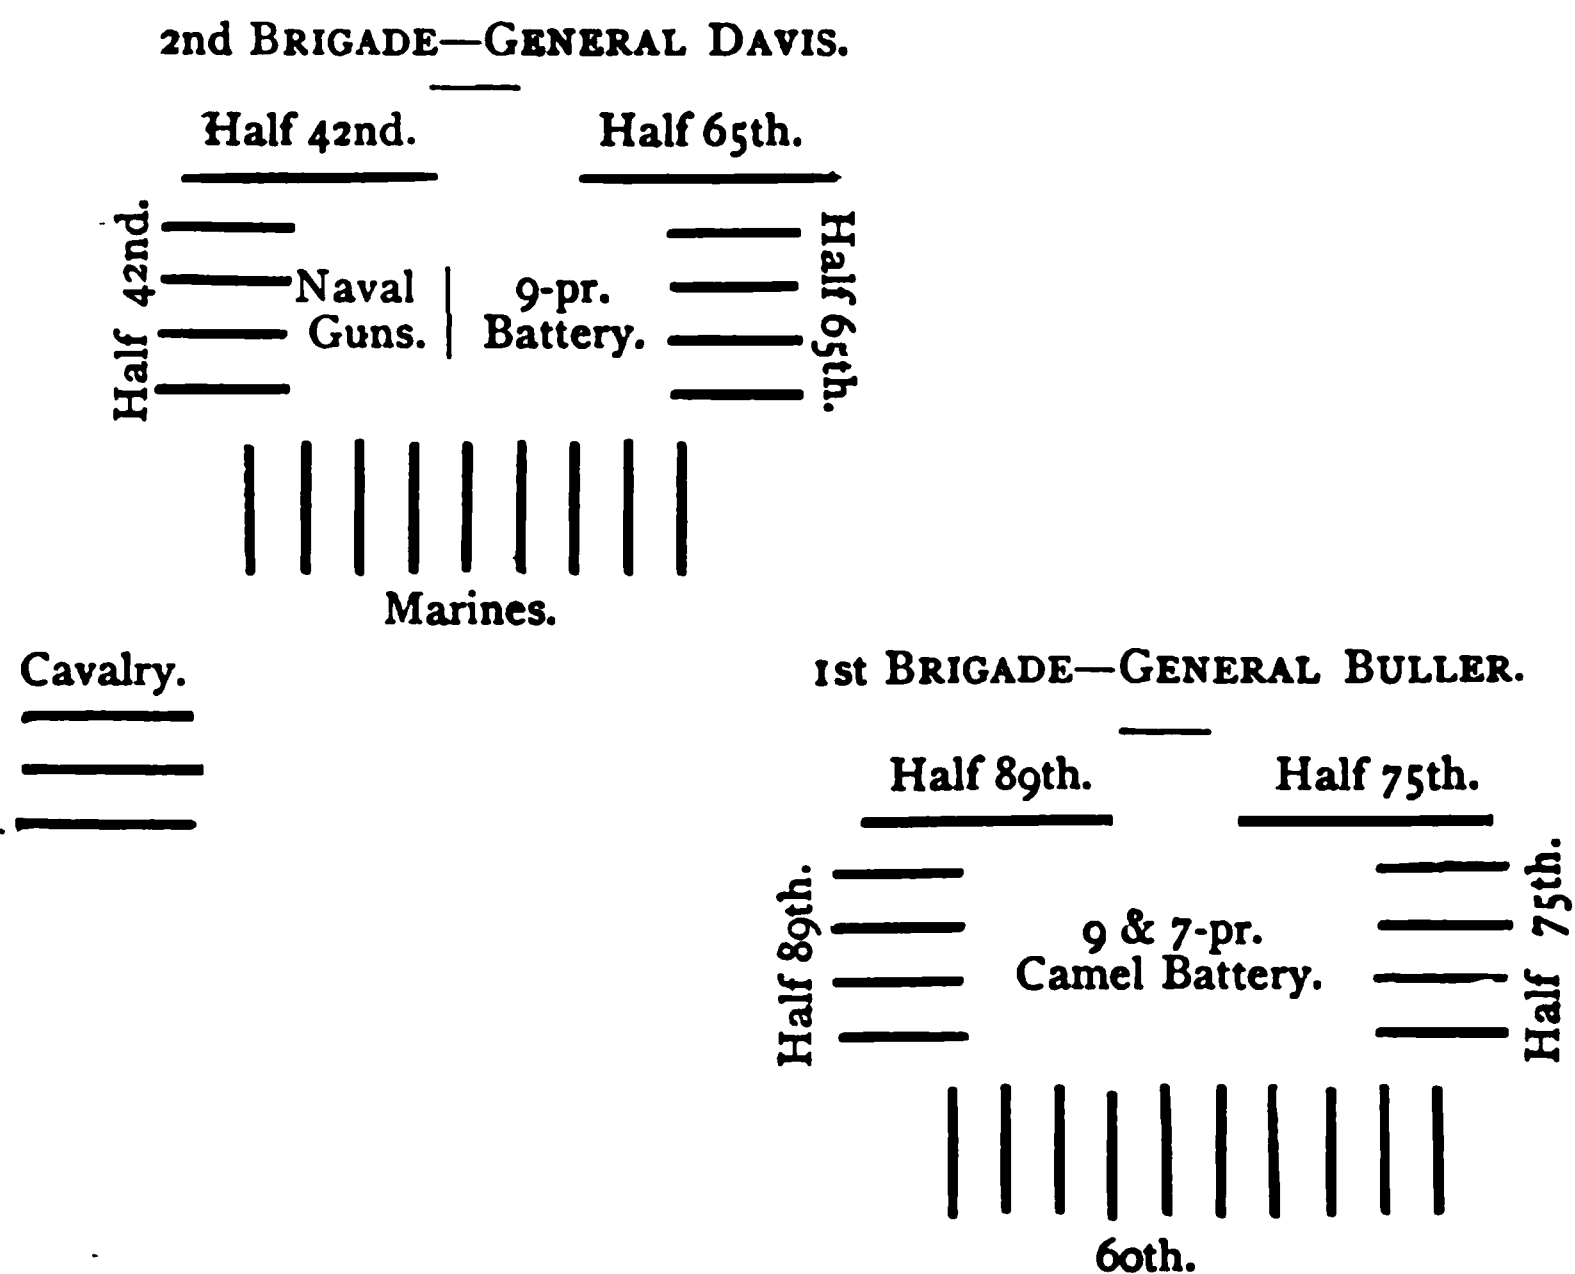 2nd BRIGADE—GENERAL DAVIS.
Half 42nd.
Half 65th.
Half 42nd.
Naval
Guns.
9-pr.
Battery.
Half 65th.
Marines.
Cavalry.
1st BRIGADE—GENERAL BULLER.
Half 89th.
Half 75th.
Half 89th.
9 & 7-pr.
Camel Battery.
Half 75th.
60th.